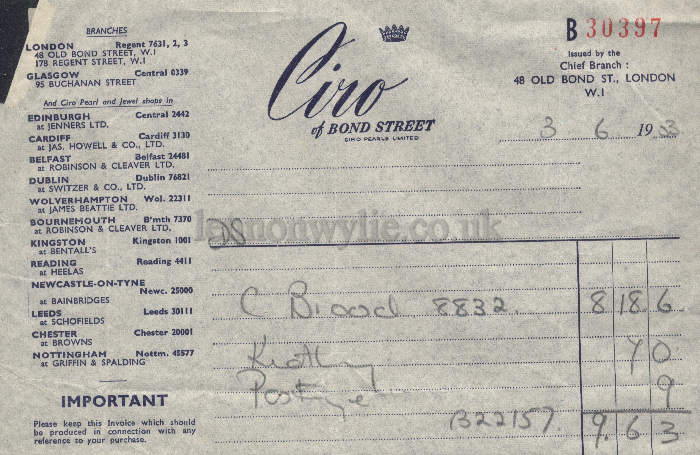 BRANCHES
LONDON Regent 7631, 2, 3
48 OLD BOND STREET, W.1
178 REGENT STREET, W.1
GLASGOW Central 0339
95 BUCHANAN STREET
And Ciro Pearl and Jewel shops in
EDINBURGH Central 2442
at JENNERS LTD.
CARDIFF Cardiff 3130
at JAS. HOWELL & CO., LTD.
BELFAST Belfast 24481
at ROBINSON & CLEAVER LTD.
DUBLIN Dublin 76821
at SWITZER & CO., LTD.
WOLVERHAMPTON Wol. 22311
at JAMES BEATTIE LTD.
BOURNEMOUTH B'mth 7370
at ROBINSON & CLEAVER LTD.
KINGSTON Kingston 1001
at BENTALL'S
READING Reading 4411
at HEELAS
NEWCASTLE-ON-TYNE
Newc. 25000
at BAINBRIDGES
LEEDS Leeds 30111
at SCHOFIELDS
CHESTER Chester 20001
at BROWNS
NOTTINGHAM Nottm. 45577
at GRIFFIN & SPALDING
IMPORTANT
Please keep this Invoice which should
be produced in connection with any
reference to your purchase.
Ciro
of BOND STREET
CIRO PEARLS LIMITED
B 30397
Issued by the
Chief Branch :
48 OLD BOND ST., LONDON
W.1
3 6 1953
lennonwylie.co.uk
C Broad 8832. 8 18. 6
0
Postage 9
B22157 9. 6 3